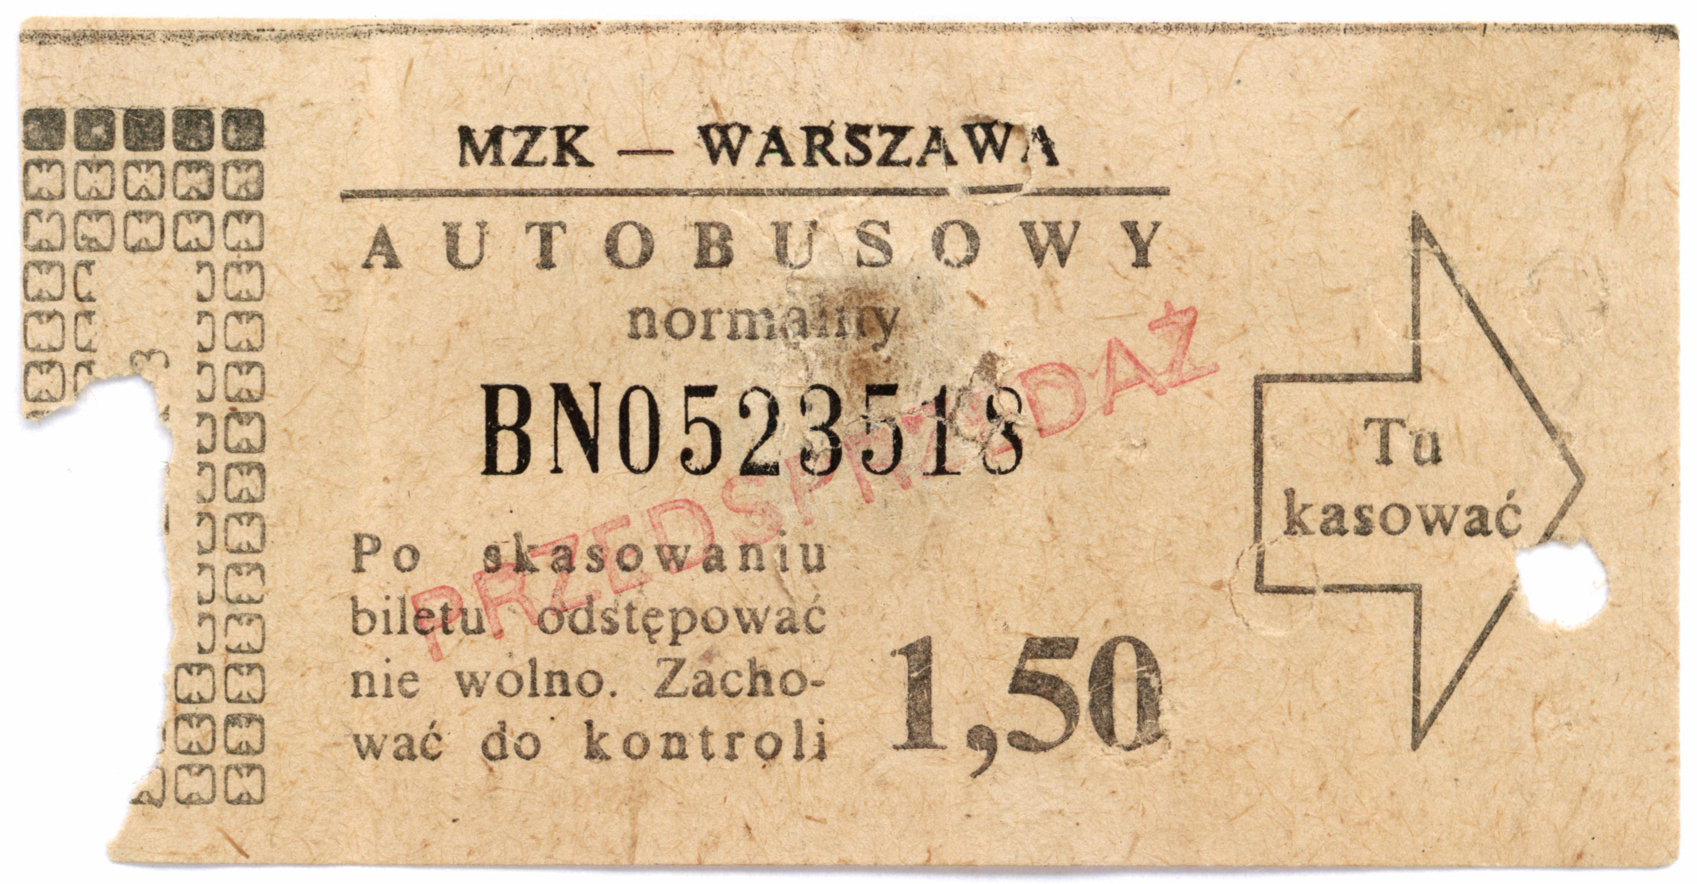 MZK — WARSZAWA
AUTOBUSOWY
normalny
BN0523518
PRZEDSPRZEDAŻ
Po skasowaniu
biletu odstępować
nie wolno. Zacho-
wać do kontroli
1,50
Tu
kasować
3